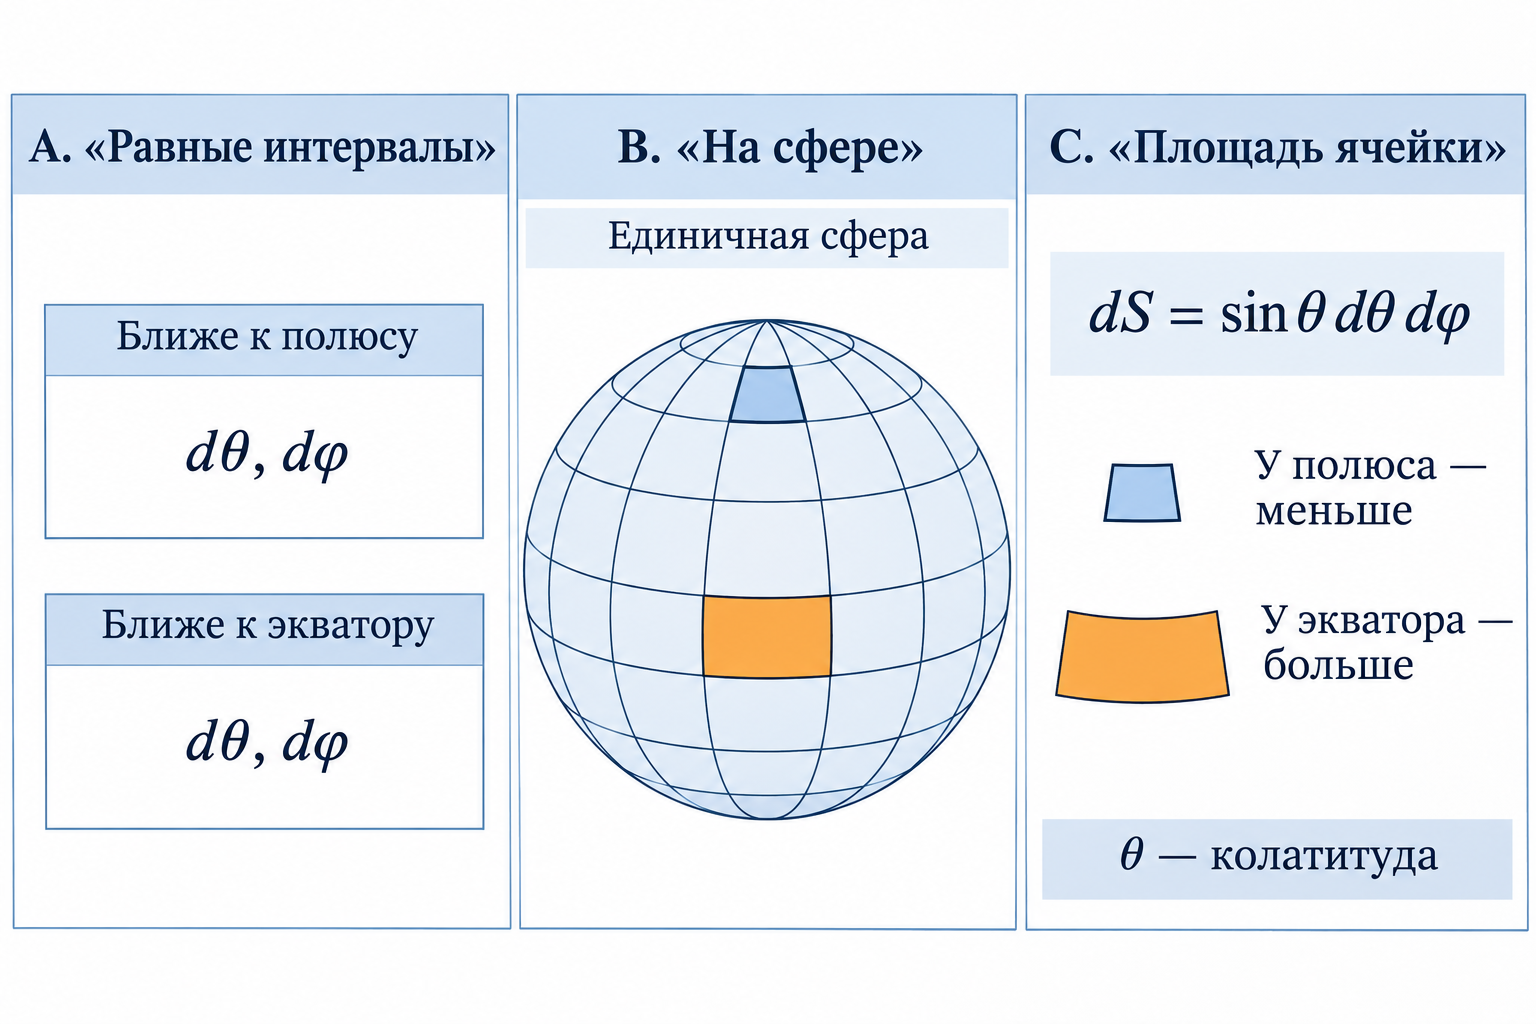 A. «Равные интервалы»
Ближе к полюсу
dθ, dφ
Ближе к экватору
dθ, dφ
B. «На сфере»
Единичная сфера
C. «Площадь ячейки»
dS = sin θ dθ dφ
У полюса —
меньше
У экватора —
больше
θ — колатитуда